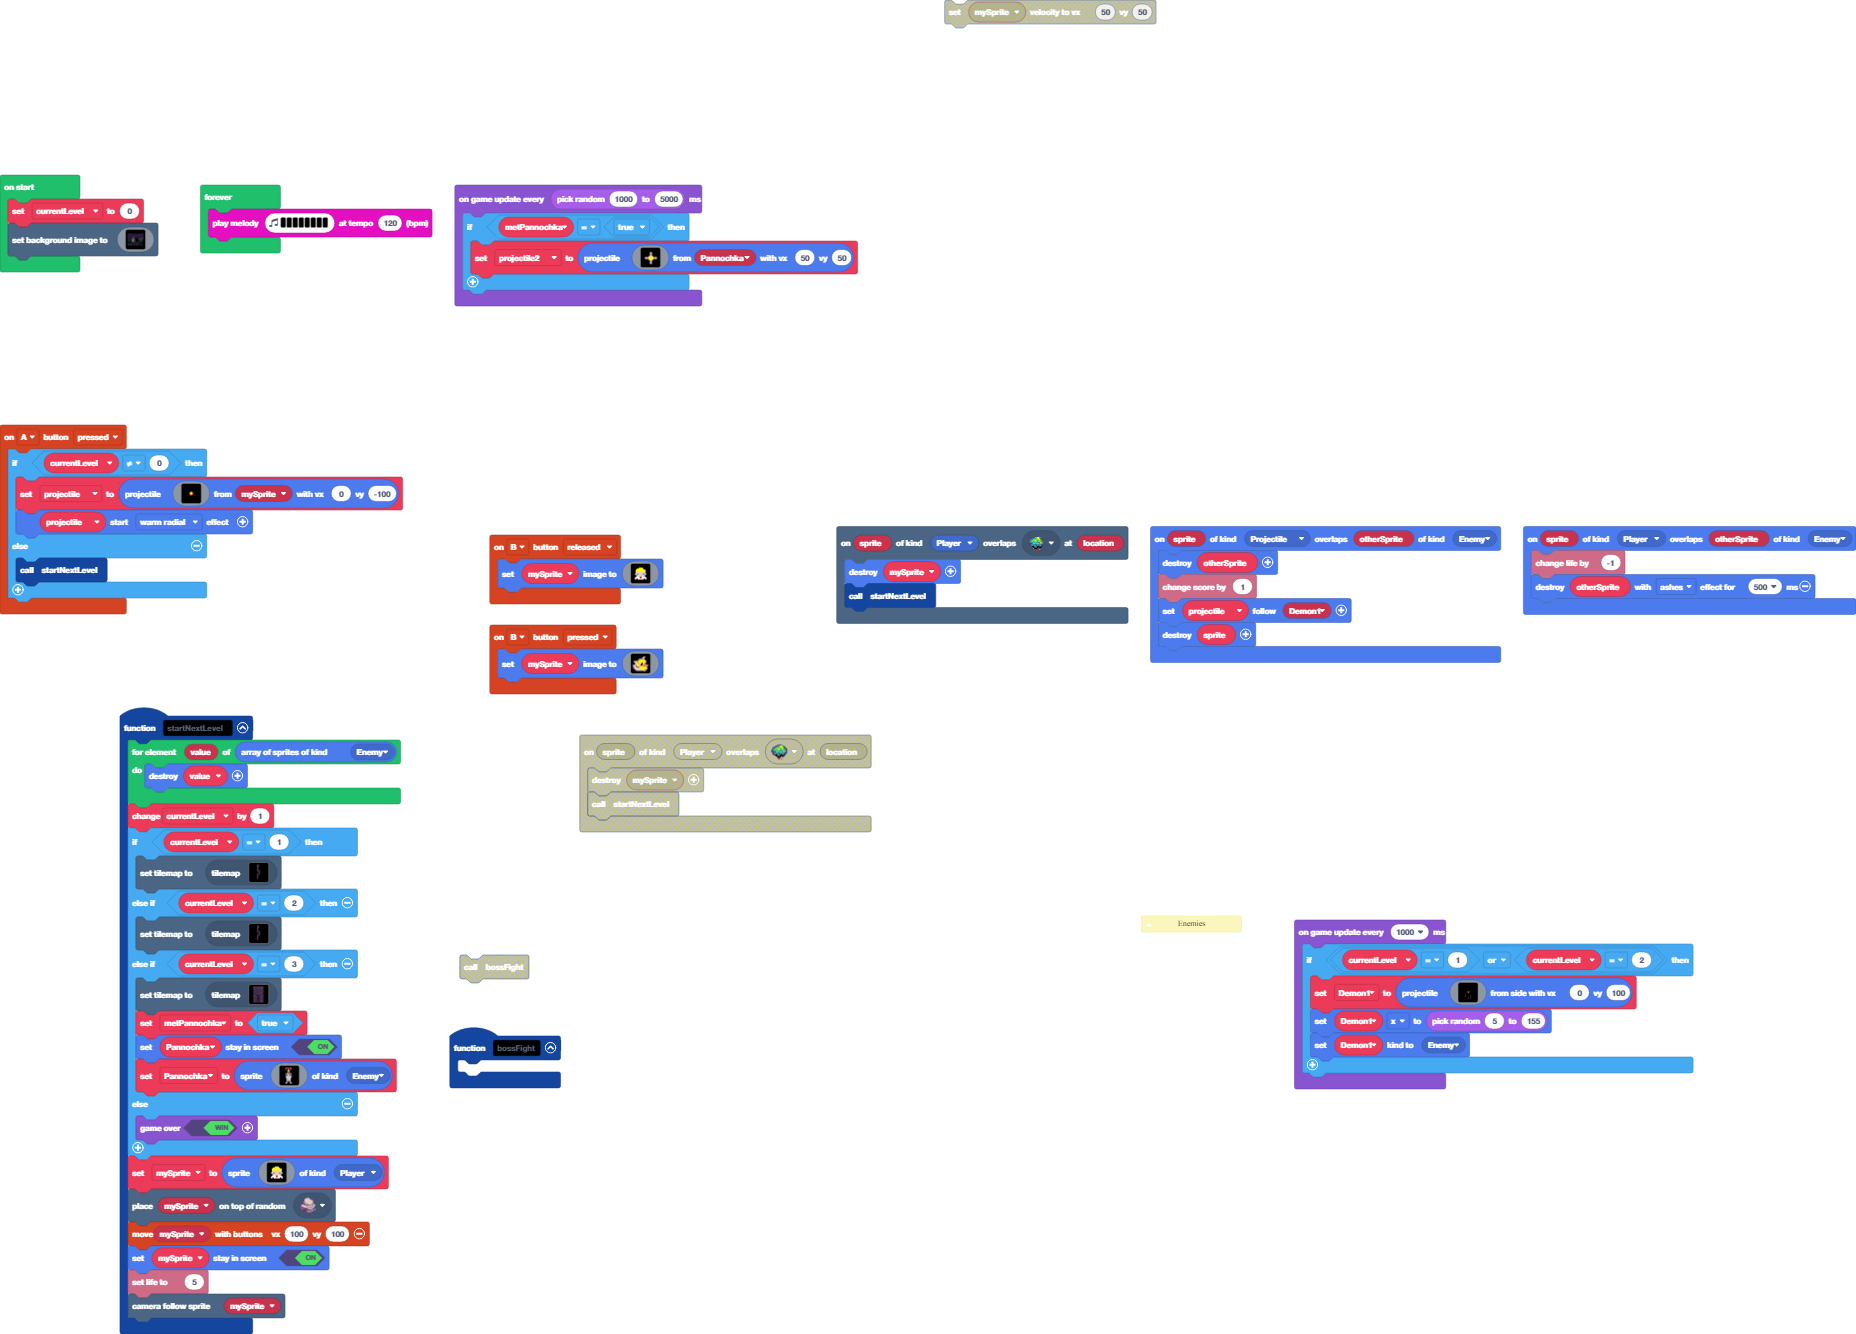 set mySprite velocity to vx 50 vy 50
on start
set currentLevel to 0
set background image to
forever
play melody at tempo 120 (bpm)
on game update every pick random 1000 to 5000 ms
if metPannochka = true then
set projectile2 to projectile from Pannochka with vx 50 vy 50
on A button pressed
if currentLevel ≠ 0 then
set projectile to projectile from mySprite with vx 0 vy -100
projectile start warm radial effect
else
call startNextLevel
on B button released
set mySprite image to
on B button pressed
set mySprite image to
on sprite of kind Player overlaps at location
destroy mySprite
call startNextLevel
on sprite of kind Projectile overlaps otherSprite of kind Enemy
destroy otherSprite
change score by 1
set projectile follow Demon1
destroy sprite
on sprite of kind Player overlaps otherSprite of kind Enemy
change life by -1
destroy otherSprite with ashes effect for 500 ms
function startNextLevel
for element value of array of sprites of kind Enemy
do destroy value
change currentLevel by 1
if currentLevel = 1 then
set tilemap to tilemap
else if currentLevel = 2 then
set tilemap to tilemap
else if currentLevel = 3 then
set tilemap to tilemap
set metPannochka to true
set Pannochka stay in screen ON
set Pannochka to sprite of kind Enemy
else
game over WIN
set mySprite to sprite of kind Player
place mySprite on top of random
move mySprite with buttons vx 100 vy 100
set mySprite stay in screen ON
set life to 5
camera follow sprite mySprite
on sprite of kind Player overlaps at location
destroy mySprite
call startNextLevel
call bossFight
function bossFight
Enemies
on game update every 1000 ms
if currentLevel = 1 or currentLevel = 2 then
set Demon1 to projectile from side with vx 0 vy 100
set Demon1 x to pick random 5 to 155
set Demon1 kind to Enemy